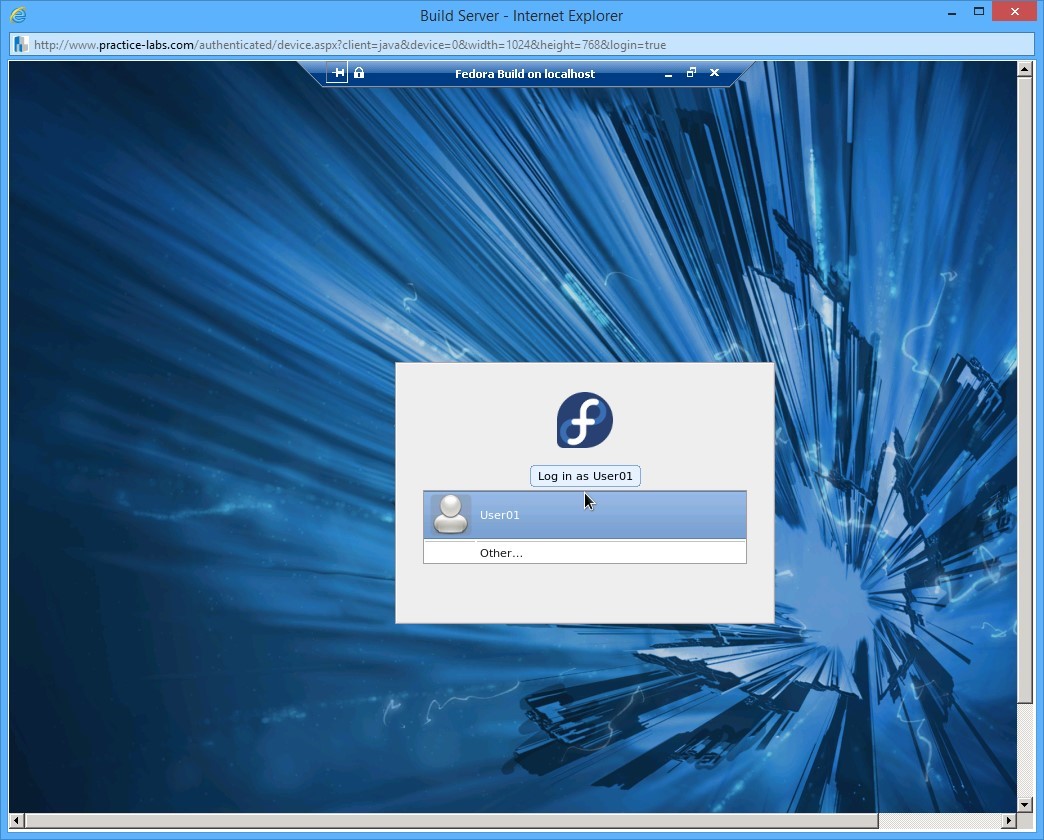 Build Server - Internet Explorer
http://www.practice-labs.com/authenticated/device.aspx?client=java&device=0&width=1024&height=768&login=true
Fedora Build on localhost
Log in as User01
User01
Other...